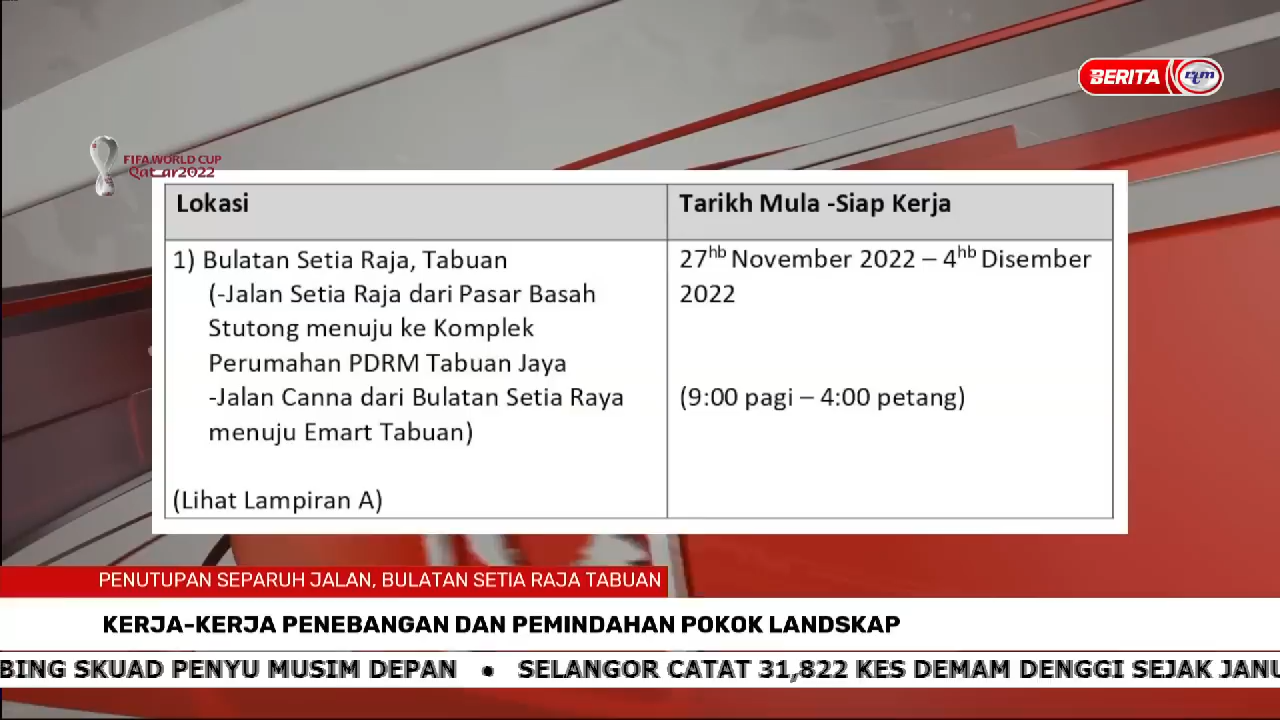 BERITA rtm
FIFA WORLD CUP
Qatar2022
Lokasi
Tarikh Mula -Siap Kerja
1) Bulatan Setia Raja, Tabuan
(-Jalan Setia Raja dari Pasar Basah
Stutong menuju ke Komplek
Perumahan PDRM Tabuan Jaya
-Jalan Canna dari Bulatan Setia Raya
menuju Emart Tabuan)
(Lihat Lampiran A)
27hb November 2022 – 4hb Disember
2022
(9:00 pagi – 4:00 petang)
PENUTUPAN SEPARUH JALAN, BULATAN SETIA RAJA TABUAN
KERJA-KERJA PENEBANGAN DAN PEMINDAHAN POKOK LANDSKAP
BING SKUAD PENYU MUSIM DEPAN • SELANGOR CATAT 31,822 KES DEMAM DENGGI SEJAK JANU